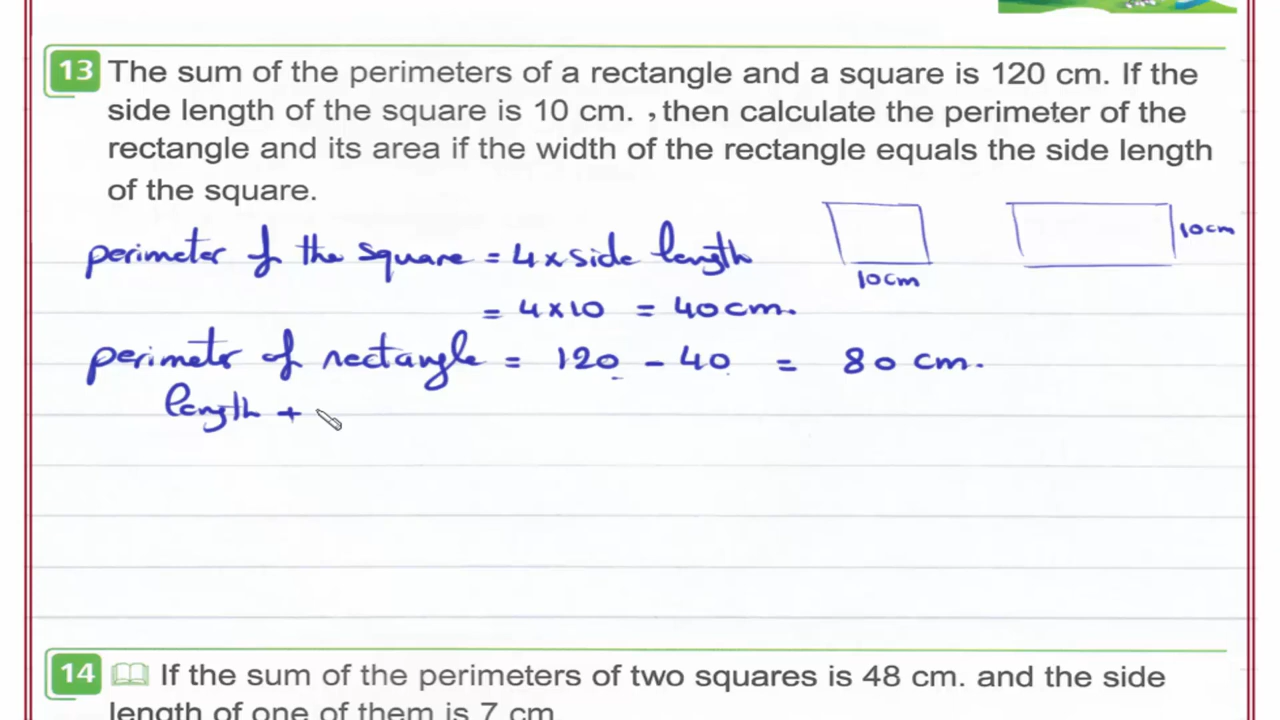 13 The sum of the perimeters of a rectangle and a square is 120 cm. If the
side length of the square is 10 cm. , then calculate the perimeter of the
rectangle and its area if the width of the rectangle equals the side length
of the square.
perimeter of the square = 4 x side length
10 cm
10 cm
= 4 x 10 = 40 cm.
perimeter of rectangle = 120 - 40 = 80 cm.
length +
14 If the sum of the perimeters of two squares is 48 cm. and the side
length of one of them is 7 cm